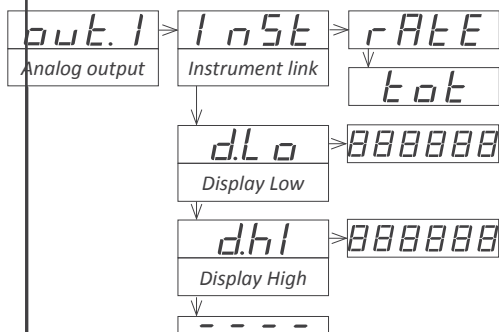 out.1 InSt rAtE
Analog output Instrument link
tot
d.Lo 888888
Display Low
d.hI 888888
Display High
----